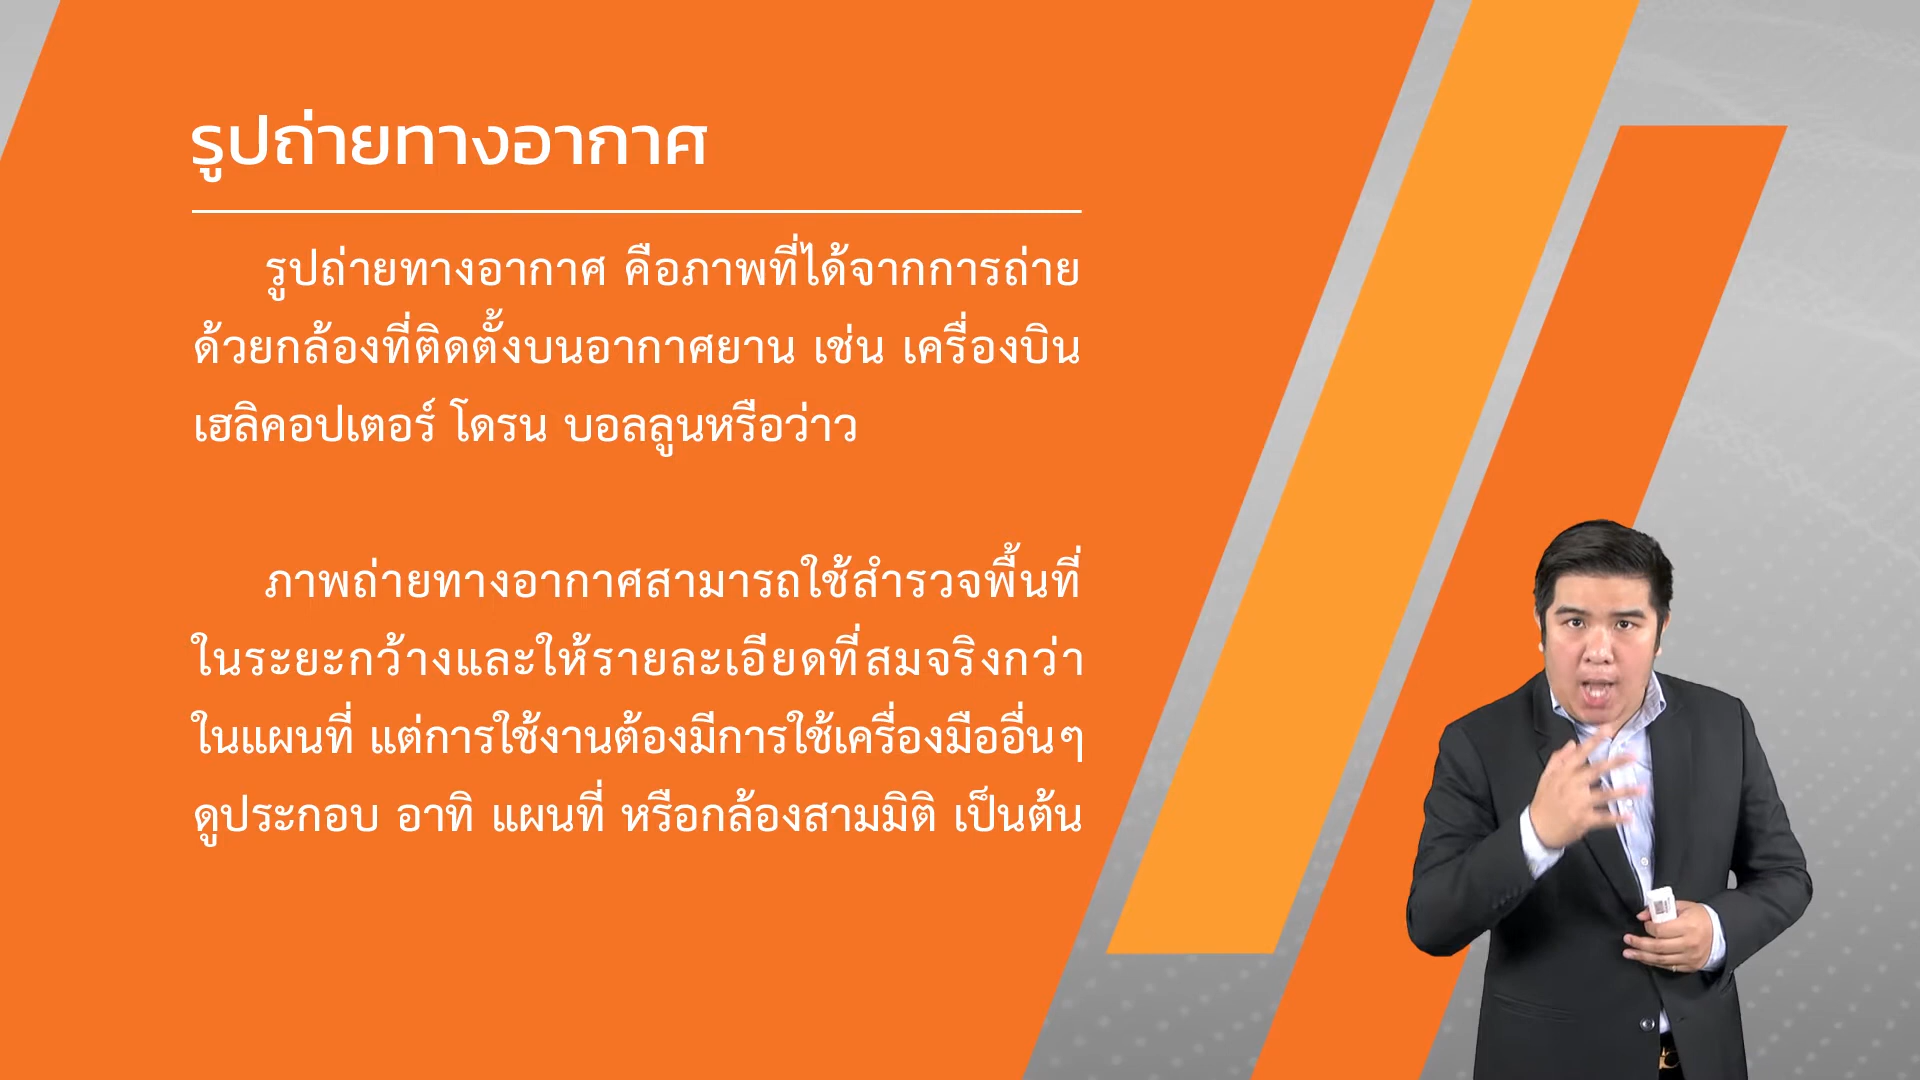 รูปถ่ายทางอากาศ
รูปถ่ายทางอากาศ คือภาพที่ได้จากการถ่าย
ด้วยกล้องที่ติดตั้งบนอากาศยาน เช่น เครื่องบิน
เฮลิคอปเตอร์ โดรน บอลลูนหรือว่าว
ภาพถ่ายทางอากาศสามารถใช้สำรวจพื้นที่
ในระยะกว้างและให้รายละเอียดที่สมจริงกว่า
ในแผนที่ แต่การใช้งานต้องมีการใช้เครื่องมืออื่นๆ
ดูประกอบ อาทิ แผนที่ หรือกล้องสามมิติ เป็นต้น